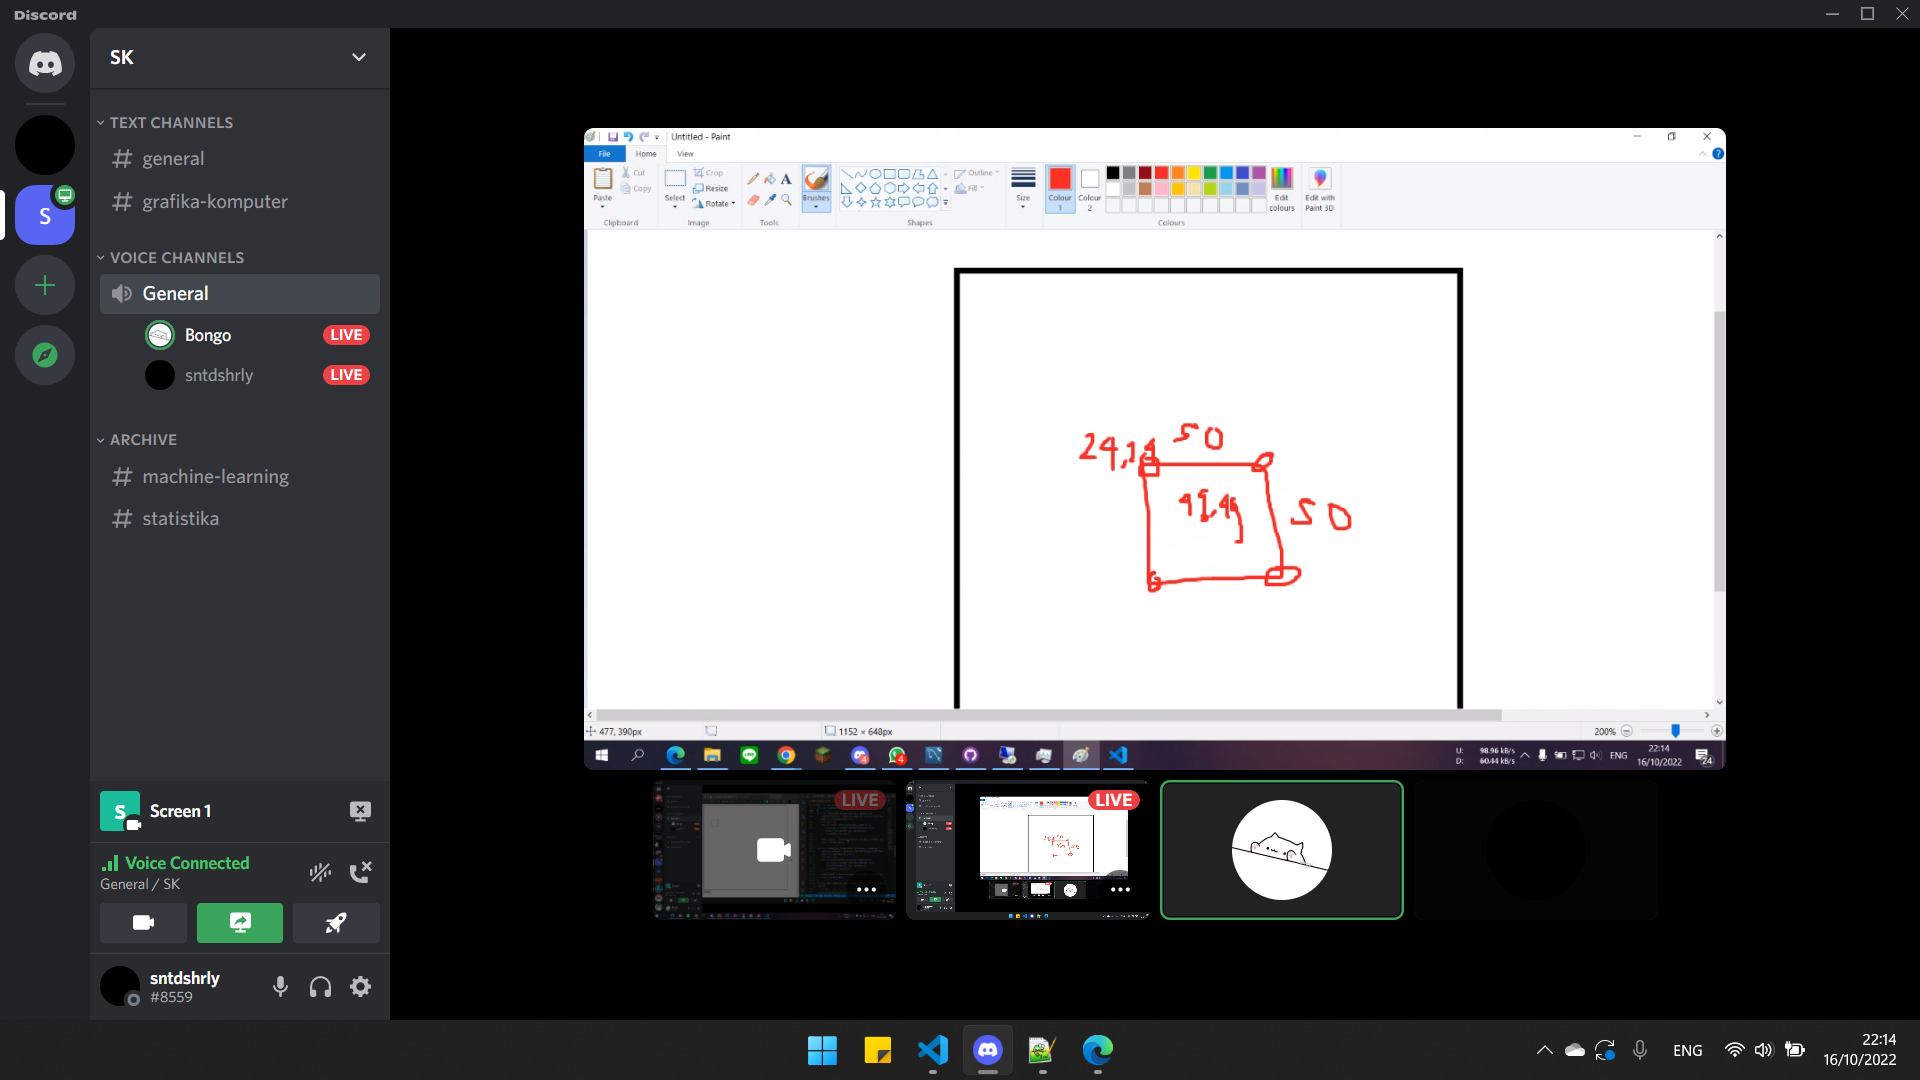 Discord
SK
TEXT CHANNELS
general
grafika-komputer
VOICE CHANNELS
General
Bongo LIVE
sntdshrly LIVE
ARCHIVE
machine-learning
statistika
S
Screen 1
Voice Connected
General / SK
sntdshrly
#8559
Untitled - Paint
File Home View
Paste Cut Copy
Clipboard
Select Crop Resize Rotate
Image
Tools
Brushes
Shapes
Outline Fill
Size
Colour 1
Colour 2
Colours
Edit colours
Edit with Paint 3D
50
24,24
50
477, 390px
1152 × 648px
200%
U: 98.96 kB/s
D: 60.44 kB/s
ENG
22:14
16/10/2022
24
LIVE
LIVE
ENG
22:14
16/10/2022